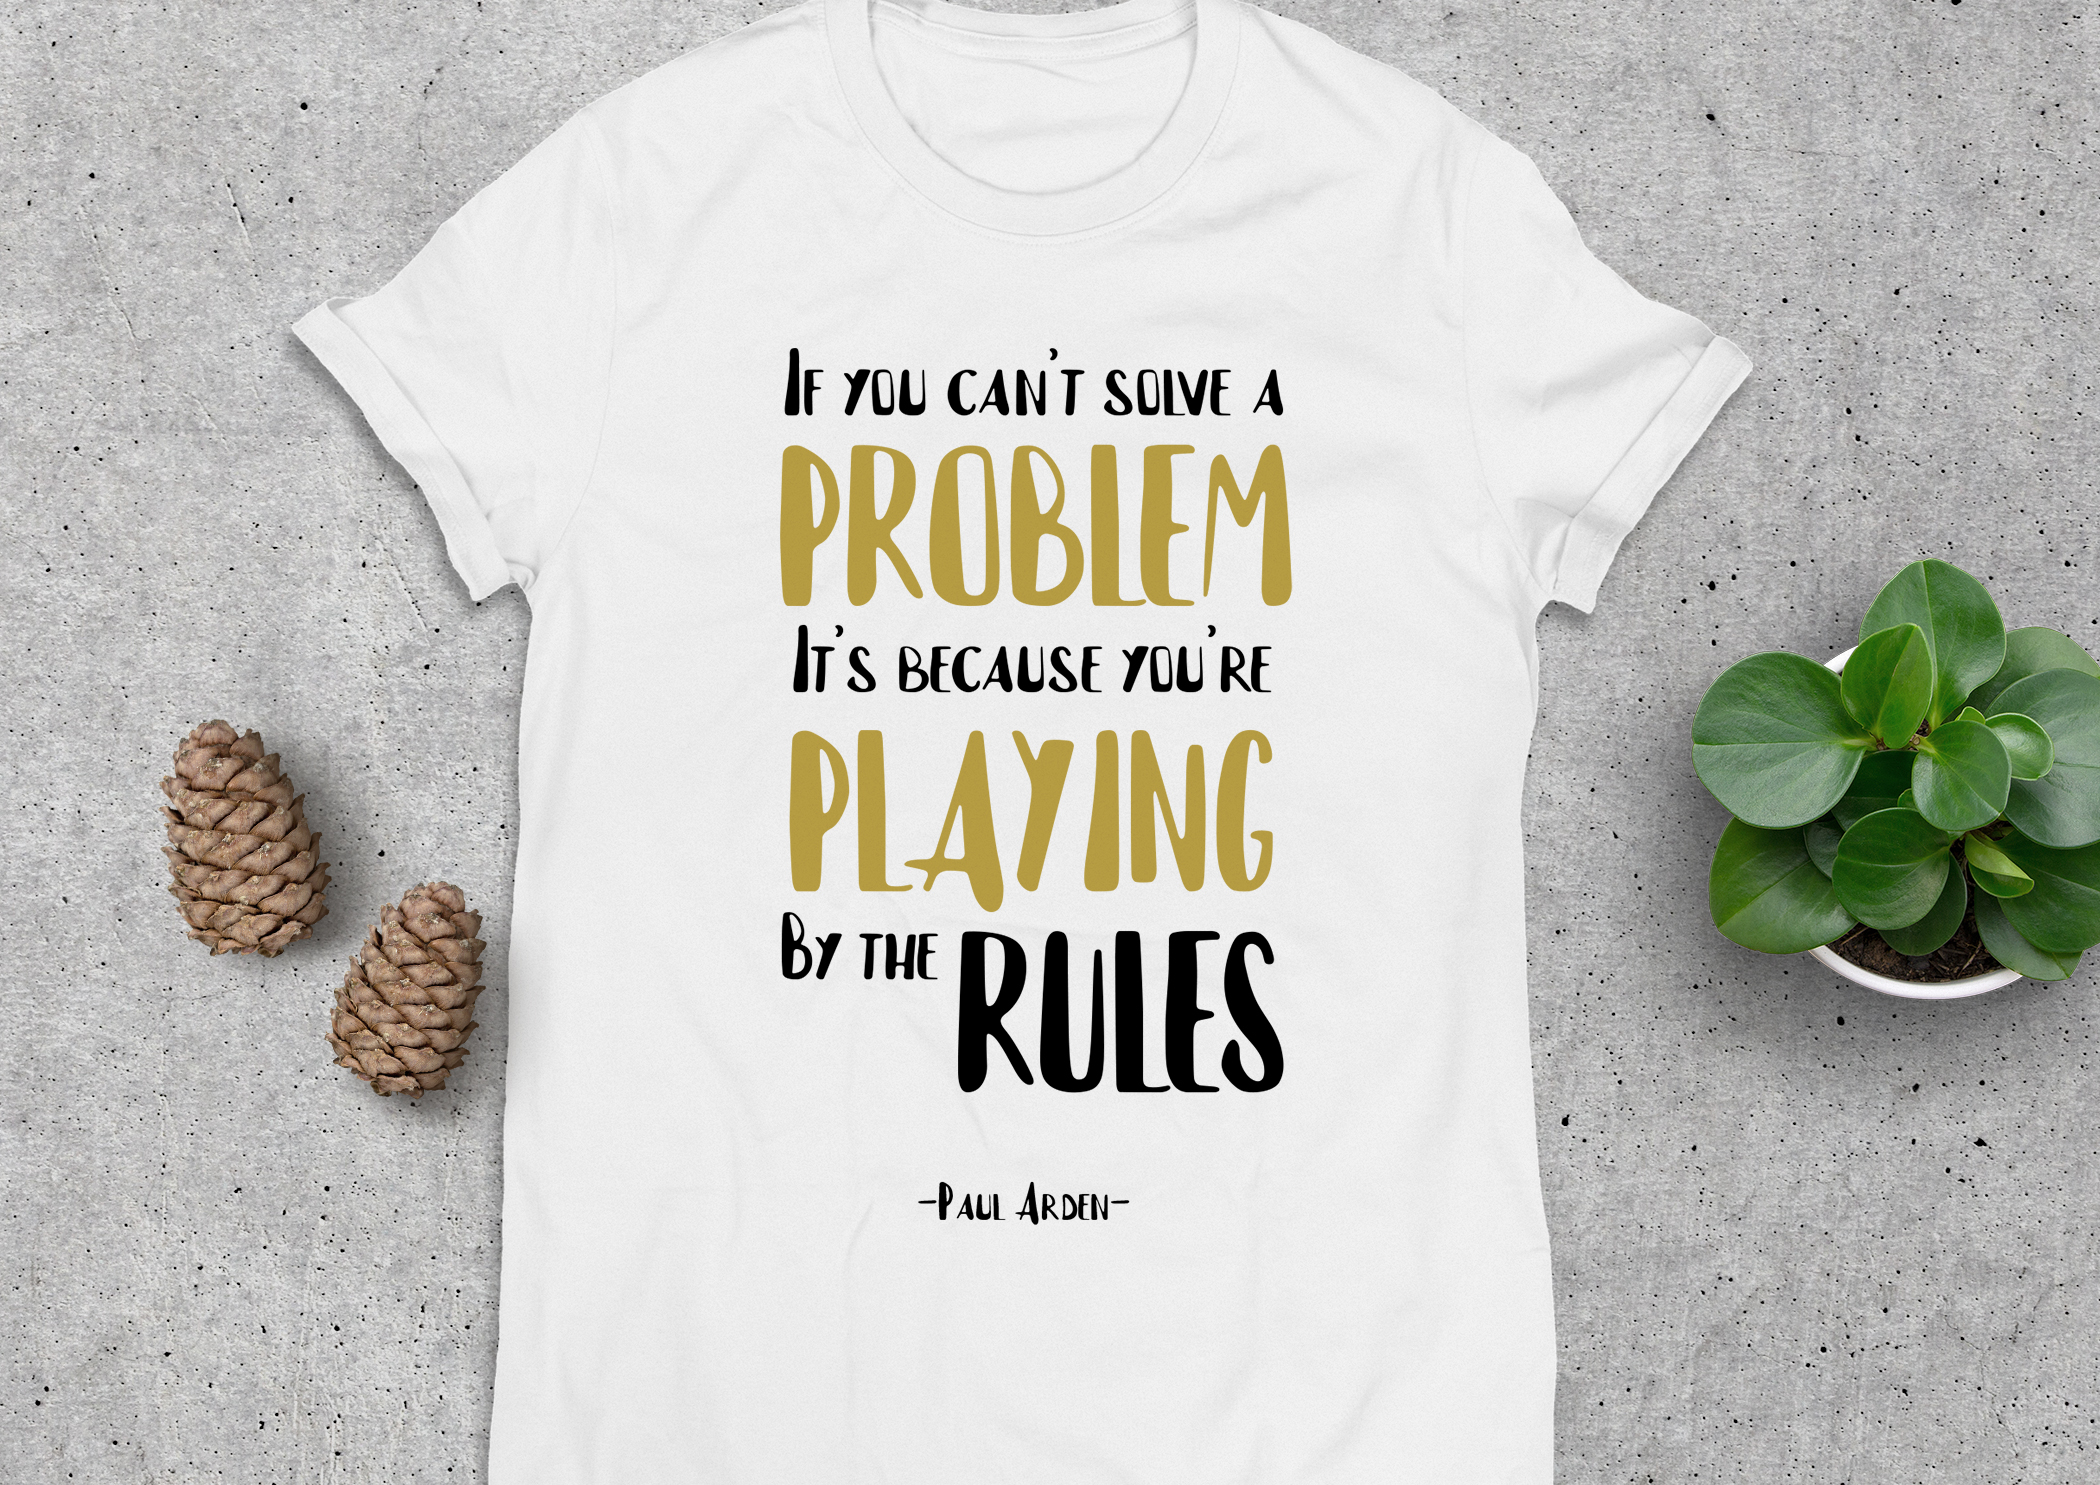 If you can't solve a
PROBLEM
It's because you're
PLAYING
By the RULES
-Paul Arden-